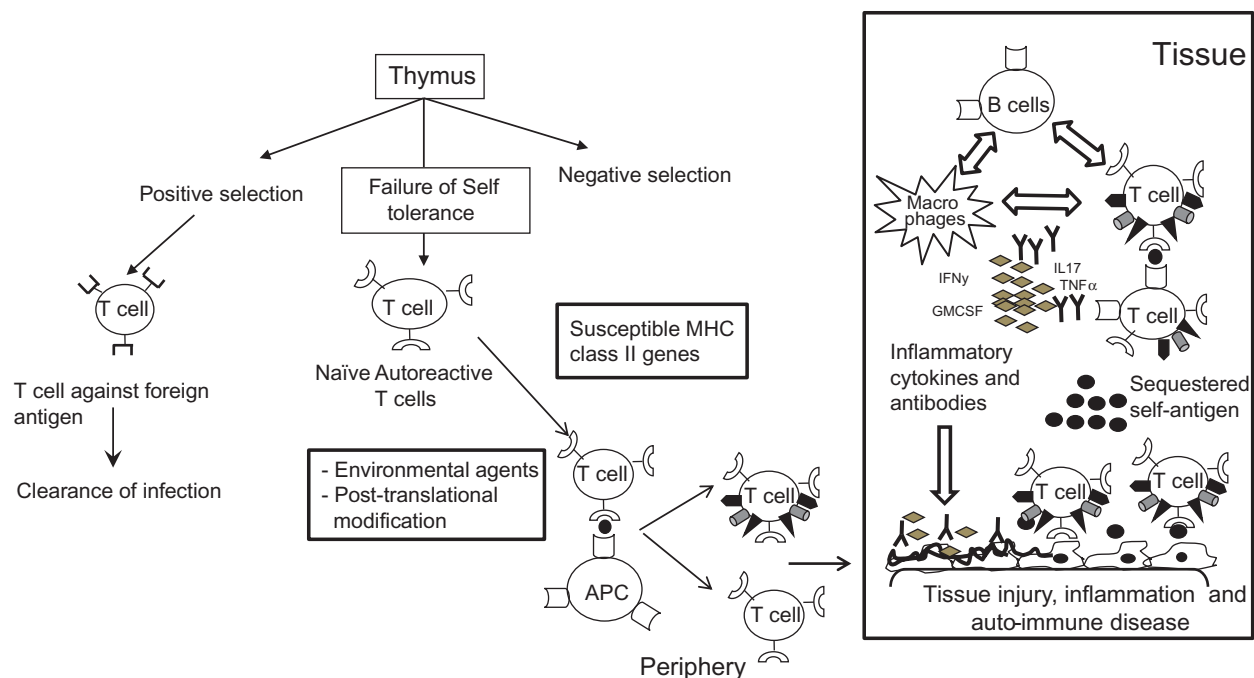 Thymus
Positive selection
Failure of Self
tolerance
Negative selection
T cell
T cell against foreign
antigen
Clearance of infection
T cell
Naïve Autoreactive
T cells
Susceptible MHC
class II genes
- Environmental agents
- Post-translational
modification
T cell
APC
T cell
T cell
Periphery
Tissue
B cells
Macro
phages
T cell
IFNy
IL17
TNFα
GMCSF
T cell
Inflammatory
cytokines and
antibodies
Sequestered
self-antigen
T cell
T cell
Tissue injury, inflammation and
auto-immune disease